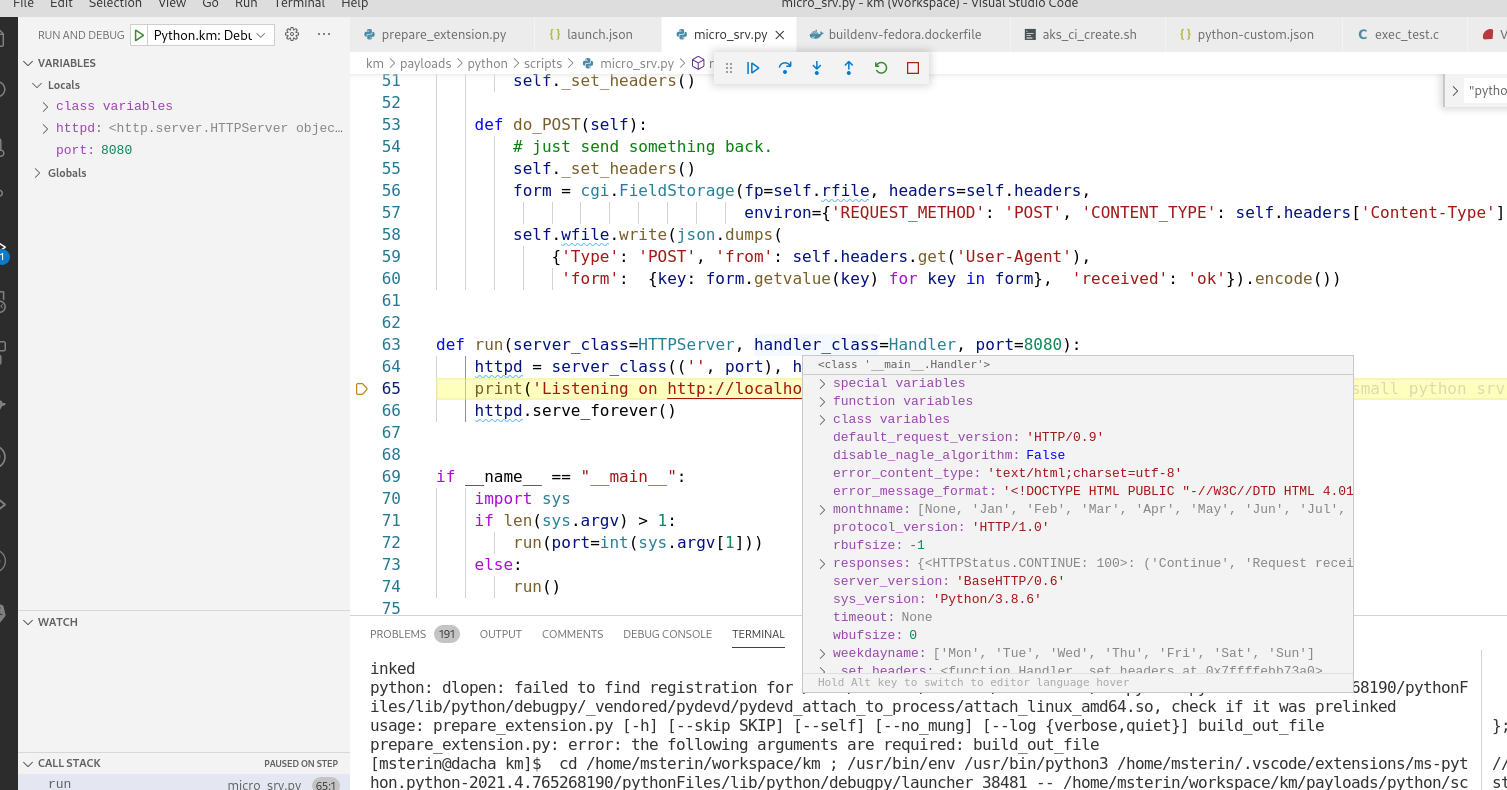 File Edit Selection View Go Run Terminal Help
micro_srv.py - km (Workspace) - Visual Studio Code
RUN AND DEBUG Python.km: Debu
VARIABLES
Locals
class variables
httpd: <http.server.HTTPServer objec…
port: 8080
Globals
WATCH
CALL STACK PAUSED ON STEP
run micro_srv.py 65:1
prepare_extension.py
{} launch.json
micro_srv.py
buildenv-fedora.dockerfile
aks_ci_create.sh
{} python-custom.json
C exec_test.c
km > payloads > python > scripts > micro_srv.py >
"pytho
51 self._set_headers()
52
53 def do_POST(self):
54 # just send something back.
55 self._set_headers()
56 form = cgi.FieldStorage(fp=self.rfile, headers=self.headers,
57 environ={'REQUEST_METHOD': 'POST', 'CONTENT_TYPE': self.headers['Content-Type']
58 self.wfile.write(json.dumps(
59 {'Type': 'POST', 'from': self.headers.get('User-Agent'),
60 'form': {key: form.getvalue(key) for key in form}, 'received': 'ok'}).encode())
61
62
63 def run(server_class=HTTPServer, handler_class=Handler, port=8080):
64 httpd = server_class(('', port), h
65 print('Listening on http://localho small python srv
66 httpd.serve_forever()
67
68
69 if __name__ == "__main__":
70 import sys
71 if len(sys.argv) > 1:
72 run(port=int(sys.argv[1]))
73 else:
74 run()
75
<class '__main__.Handler'>
special variables
function variables
class variables
default_request_version: 'HTTP/0.9'
disable_nagle_algorithm: False
error_content_type: 'text/html;charset=utf-8'
error_message_format: '<!DOCTYPE HTML PUBLIC "-//W3C//DTD HTML 4.01
monthname: [None, 'Jan', 'Feb', 'Mar', 'Apr', 'May', 'Jun', 'Jul',
protocol_version: 'HTTP/1.0'
rbufsize: -1
responses: {<HTTPStatus.CONTINUE: 100>: ('Continue', 'Request recei
server_version: 'BaseHTTP/0.6'
sys_version: 'Python/3.8.6'
timeout: None
wbufsize: 0
weekdayname: ['Mon', 'Tue', 'Wed', 'Thu', 'Fri', 'Sat', 'Sun']
_set_headers: <function Handler._set_headers at 0x7ffffebb73a0>
Hold Alt key to switch to editor language hover
PROBLEMS 191 OUTPUT COMMENTS DEBUG CONSOLE TERMINAL
inked
python: dlopen: failed to find registration for 68190/pythonF
iles/lib/python/debugpy/_vendored/pydevd/pydevd_attach_to_process/attach_linux_amd64.so, check if it was prelinked
usage: prepare_extension.py [-h] [--skip SKIP] [--self] [--no_mung] [--log {verbose,quiet}] build_out_file
prepare_extension.py: error: the following arguments are required: build_out_file
[msterin@dacha km]$ cd /home/msterin/workspace/km ; /usr/bin/env /usr/bin/python3 /home/msterin/.vscode/extensions/ms-pyt
hon.python-2021.4.765268190/pythonFiles/lib/python/debugpy/launcher 38481 -- /home/msterin/workspace/km/payloads/python/sc
};
//
st